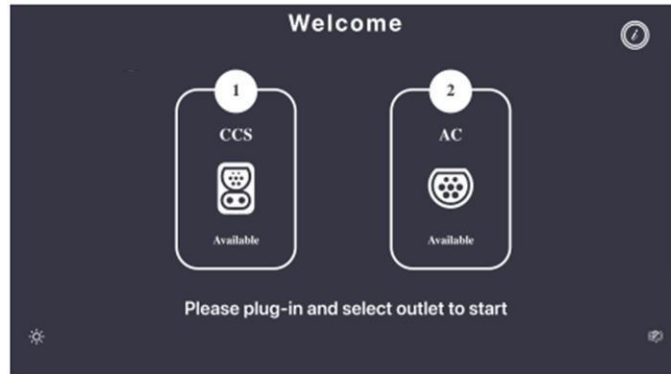 Welcome
i
1
2
CCS
AC
Available
Available
Please plug-in and select outlet to start